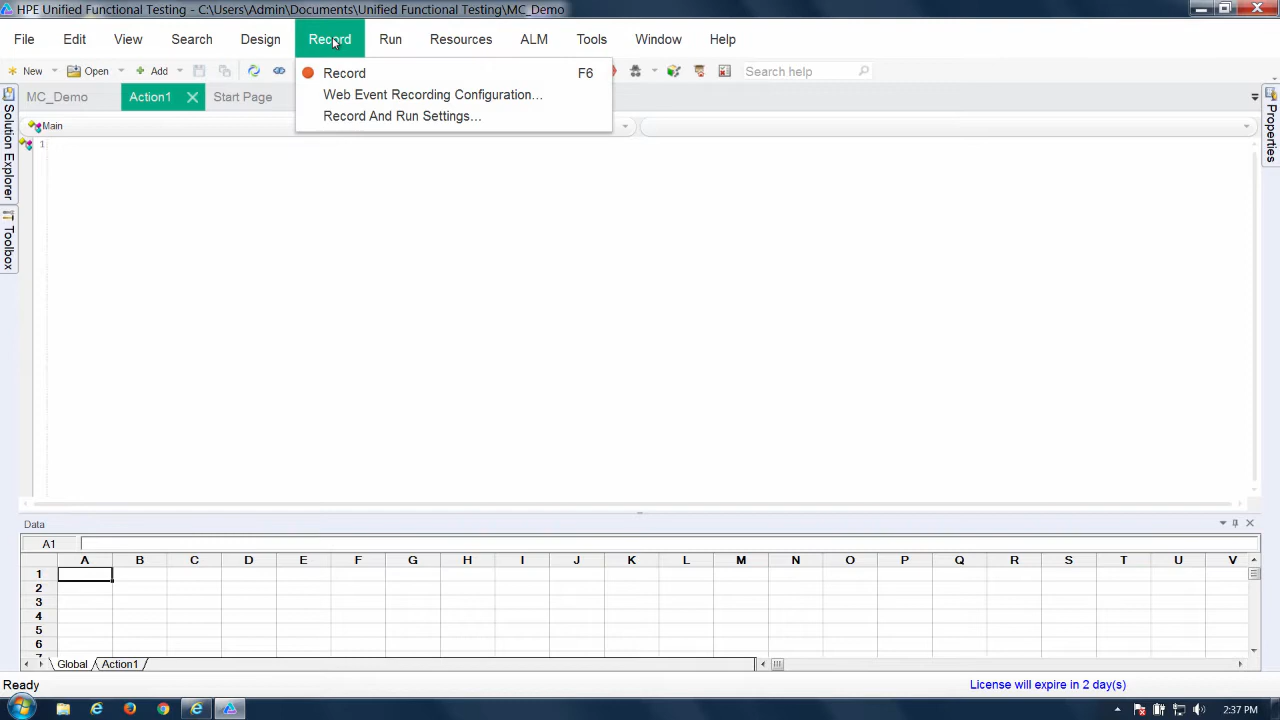 HPE Unified Functional Testing - C:\Users\Admin\Documents\Unified Functional Testing\MC_Demo
File Edit View Search Design Record Run Resources ALM Tools Window Help
New Open Add Search help
Record F6
Web Event Recording Configuration...
Record And Run Settings...
MC_Demo Action1 Start Page
Main
1
Solution Explorer
Toolbox
Properties
Data
A1
A B C D E F G H I J K L M N O P Q R S T U V
1
2
3
4
5
6
Global Action1
Ready License will expire in 2 day(s)
2:37 PM